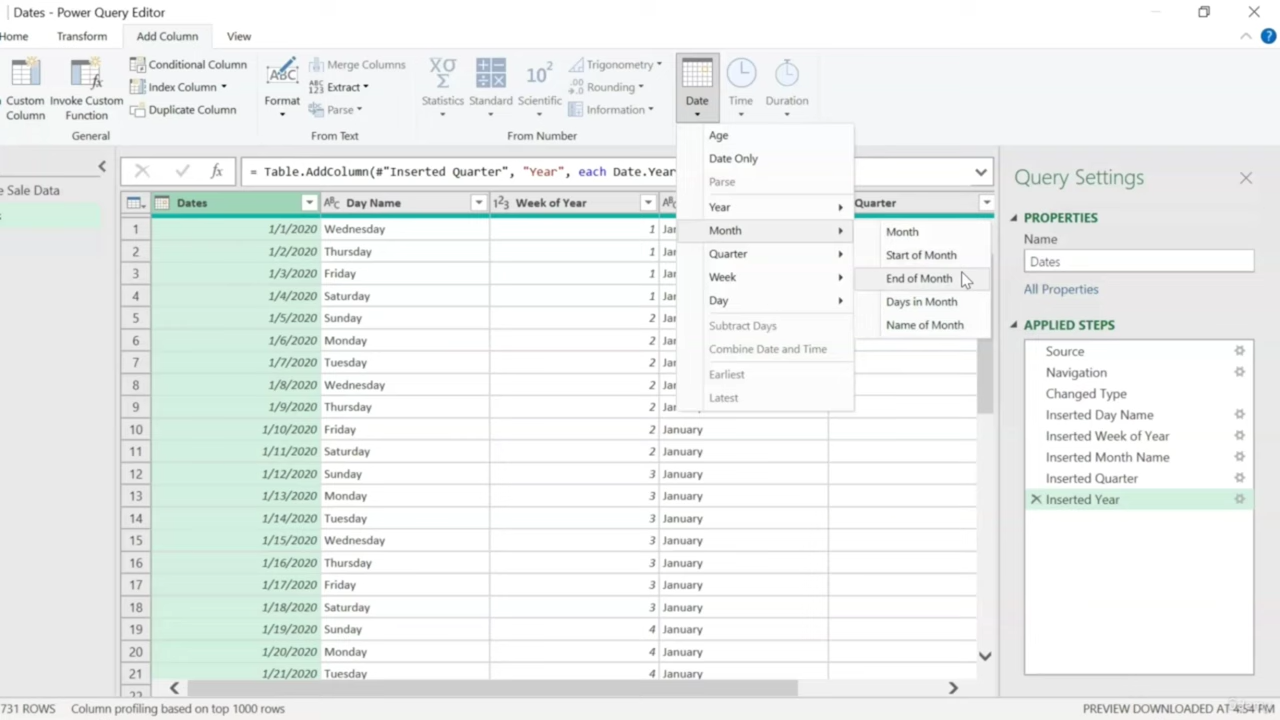 Dates - Power Query Editor
Home Transform Add Column View
Custom Column
Invoke Custom Function
Conditional Column
Index Column
Duplicate Column
General
Format
Merge Columns
Extract
Parse
From Text
Statistics Standard Scientific
Trigonometry
Rounding
Information
From Number
Date Time Duration
fx = Table.AddColumn(#"Inserted Quarter", "Year", each Date.Year
e Sale Data
Dates Day Name Week of Year Quarter
1 1/1/2020 Wednesday 1 Jan
2 1/2/2020 Thursday 1 Jan
3 1/3/2020 Friday 1 Jan
4 1/4/2020 Saturday 1 Jan
5 1/5/2020 Sunday 2 Jan
6 1/6/2020 Monday 2 Jan
7 1/7/2020 Tuesday 2 Jan
8 1/8/2020 Wednesday 2 Jan
9 1/9/2020 Thursday 2 Jan
10 1/10/2020 Friday 2 January
11 1/11/2020 Saturday 2 January
12 1/12/2020 Sunday 3 January
13 1/13/2020 Monday 3 January
14 1/14/2020 Tuesday 3 January
15 1/15/2020 Wednesday 3 January
16 1/16/2020 Thursday 3 January
17 1/17/2020 Friday 3 January
18 1/18/2020 Saturday 3 January
19 1/19/2020 Sunday 4 January
20 1/20/2020 Monday 4 January
21 1/21/2020 Tuesday 4 January
22
Age
Date Only
Parse
Year
Month
Quarter
Week
Day
Subtract Days
Combine Date and Time
Earliest
Latest
Month
Start of Month
End of Month
Days in Month
Name of Month
Query Settings
PROPERTIES
Name
Dates
All Properties
APPLIED STEPS
Source
Navigation
Changed Type
Inserted Day Name
Inserted Week of Year
Inserted Month Name
Inserted Quarter
Inserted Year
731 ROWS Column profiling based on top 1000 rows
PREVIEW DOWNLOADED AT 4:54 PM